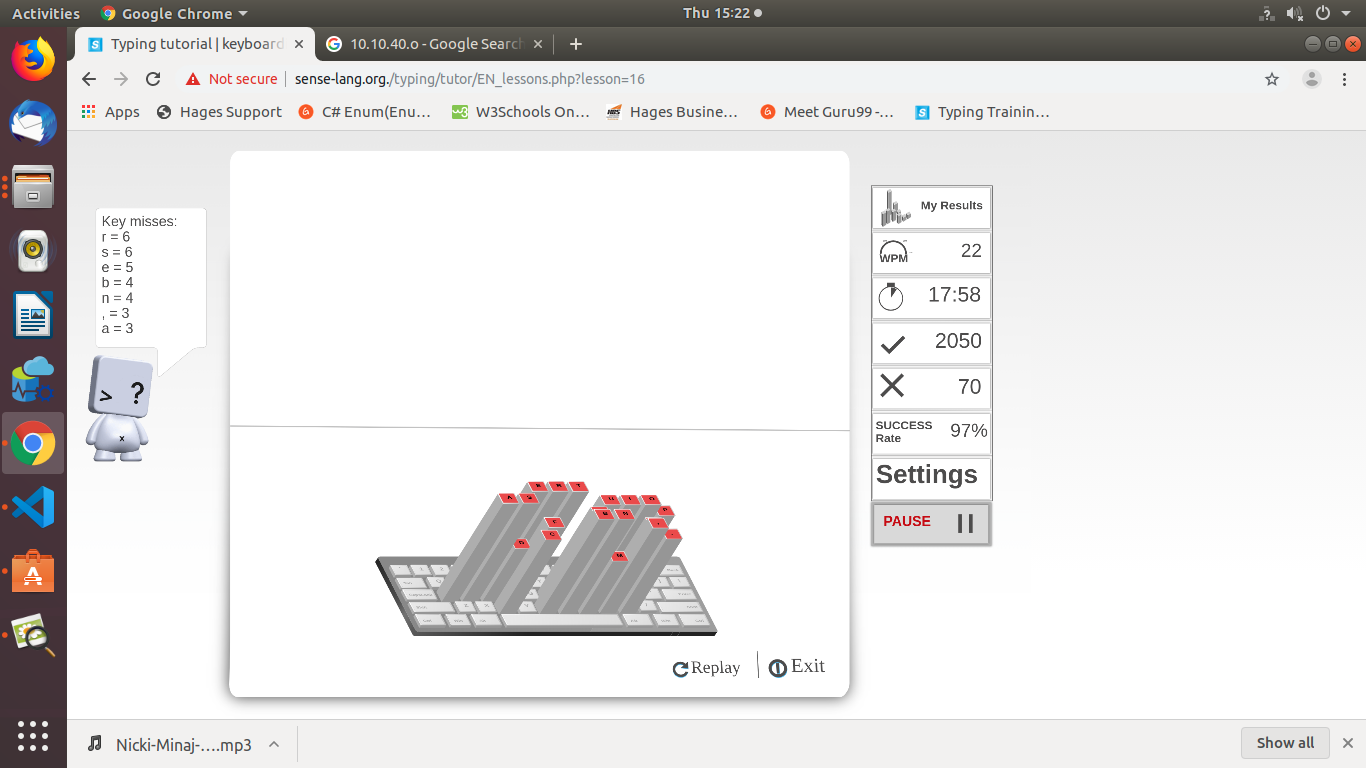 Activities
Google Chrome
Thu 15:22
Typing tutorial | keyboard
10.10.40.o - Google Search
Not secure
sense-lang.org./typing/tutor/EN_lessons.php?lesson=16
Apps
Hages Support
C# Enum(Enu…
W3Schools On…
Hages Busine…
Meet Guru99 -…
Typing Trainin…
Key misses:
r = 6
s = 6
e = 5
b = 4
n = 4
, = 3
a = 3
> ?
x
My Results
WPM 22
17:58
2050
70
SUCCESS
Rate 97%
Settings
PAUSE
Replay
Exit
Nicki-Minaj-….mp3
Show all